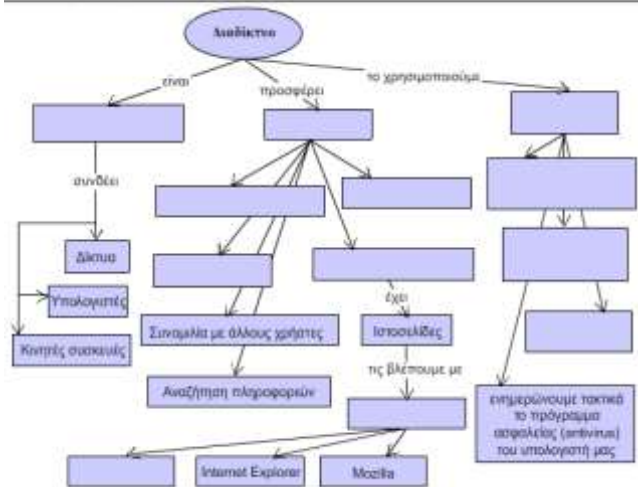 Διαδίκτυο
είναι
προσφέρει
το χρησιμοποιούμε
συνδέει
Δίκτυα
Υπολογιστές
έχει
Συνομιλία με άλλους χρήστες
Ιστοσελίδες
Κινητές συσκευές
τις βλέπουμε με
Αναζήτηση πληροφοριών
ενημερώνουμε τακτικά
το πρόγραμμα
ασφαλείας (antivirus)
του υπολογιστή μας
Internet Explorer
Mozilla